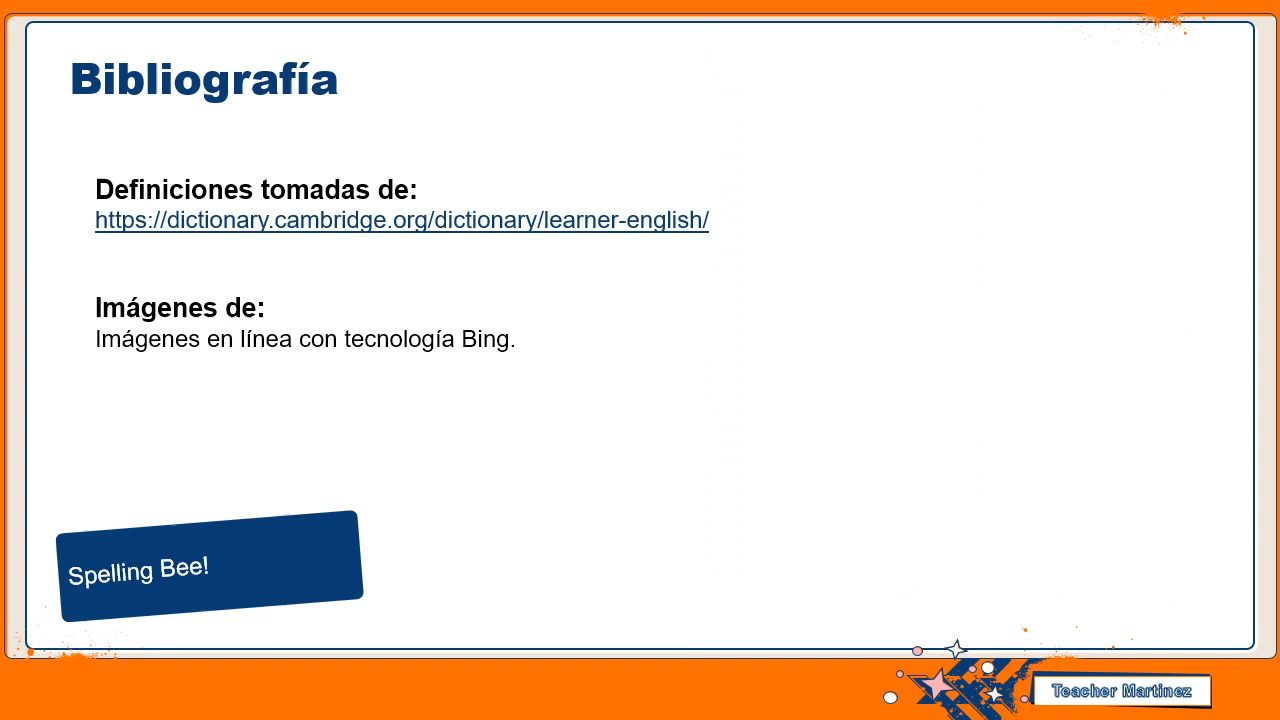 Bibliografía
Definiciones tomadas de:
https://dictionary.cambridge.org/dictionary/learner-english/
Imágenes de:
Imágenes en línea con tecnología Bing.
Spelling Bee!
Teacher Martinez